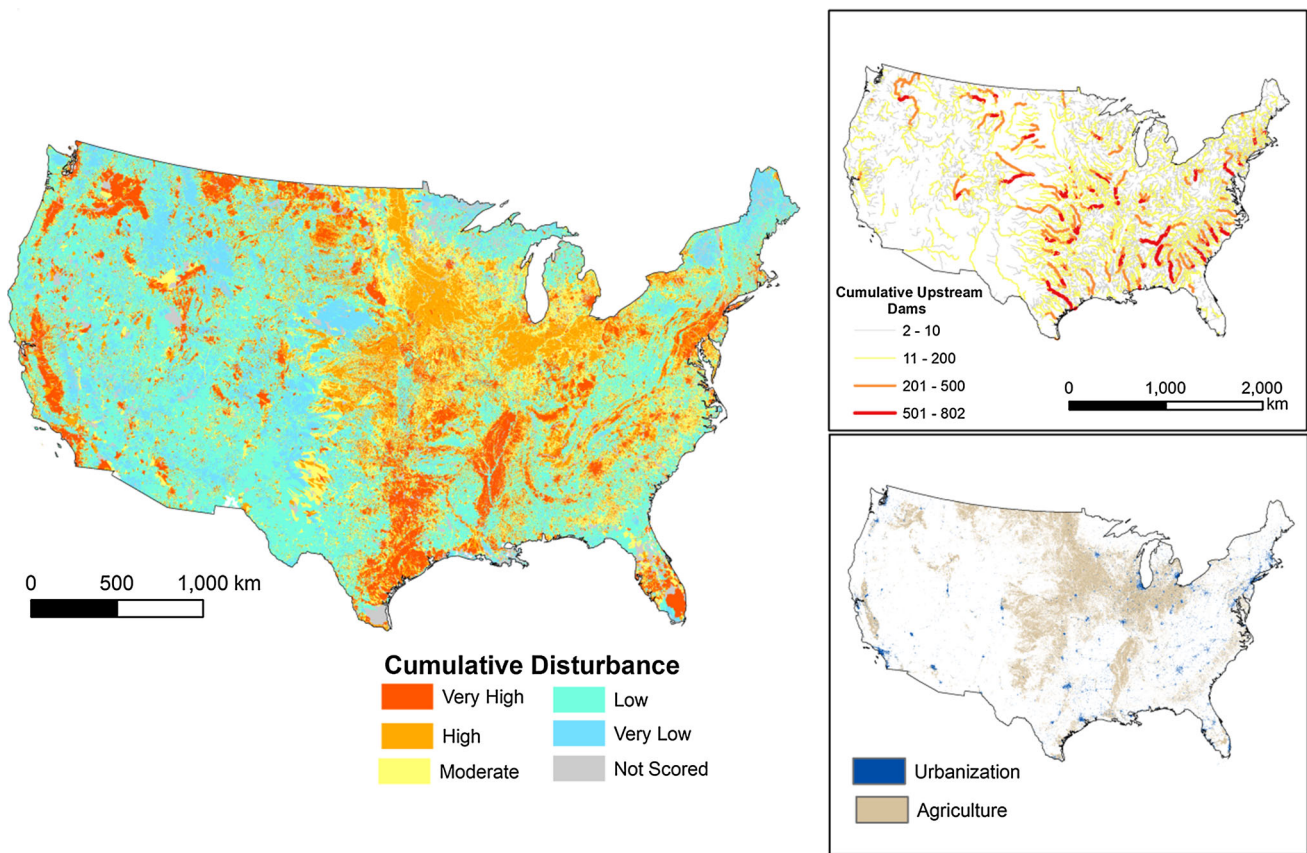 0 500 1,000 km
Cumulative Disturbance
Very High
High
Moderate
Low
Very Low
Not Scored
Cumulative Upstream
Dams
2 - 10
11 - 200
201 - 500
501 - 802
0 1,000 2,000
km
Urbanization
Agriculture